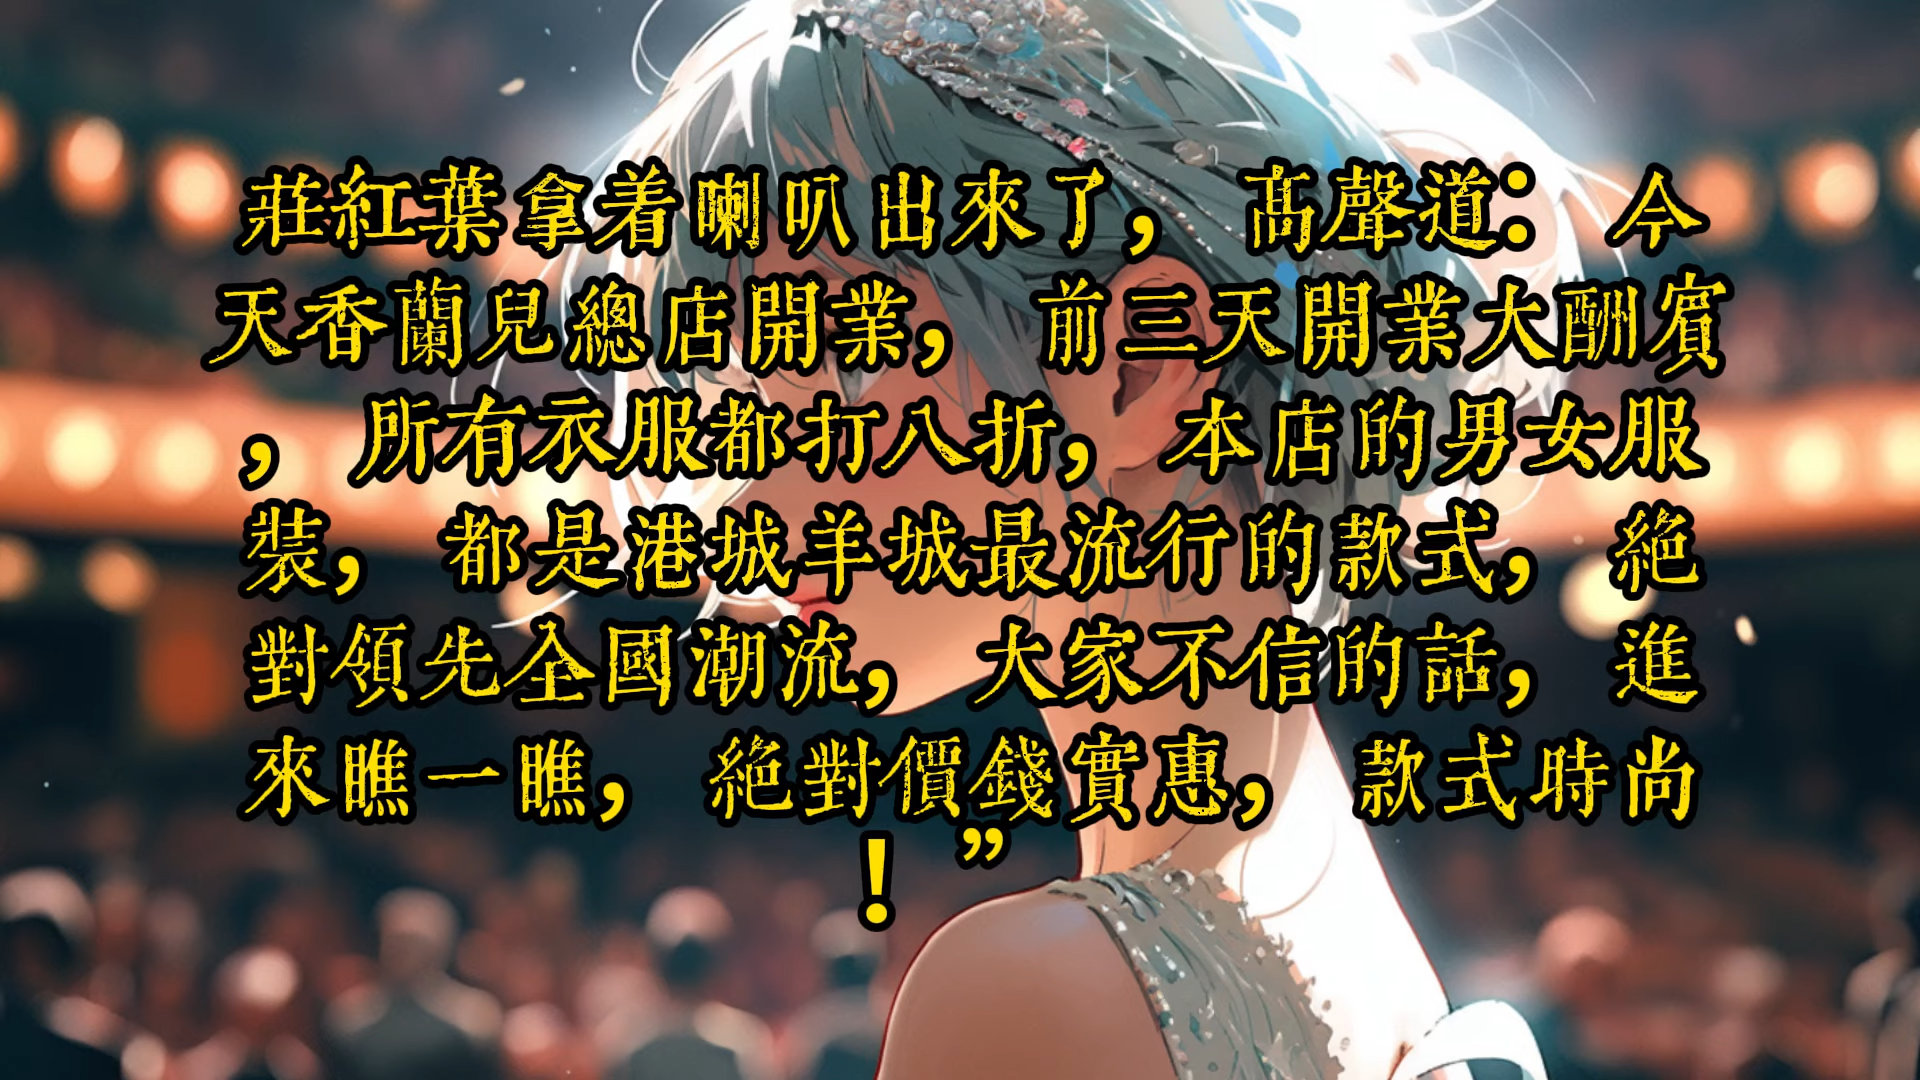 莊紅葉拿着喇叭出來了，高聲道：今
天香蘭兒總店開業，前三天開業大酬賓
，所有衣服都打八折，本店的男女服
裝，都是港城羊城最流行的款式，絕
對領先全國潮流，大家不信的話，進
來瞧一瞧，絕對價錢實惠，款式時尚
！”